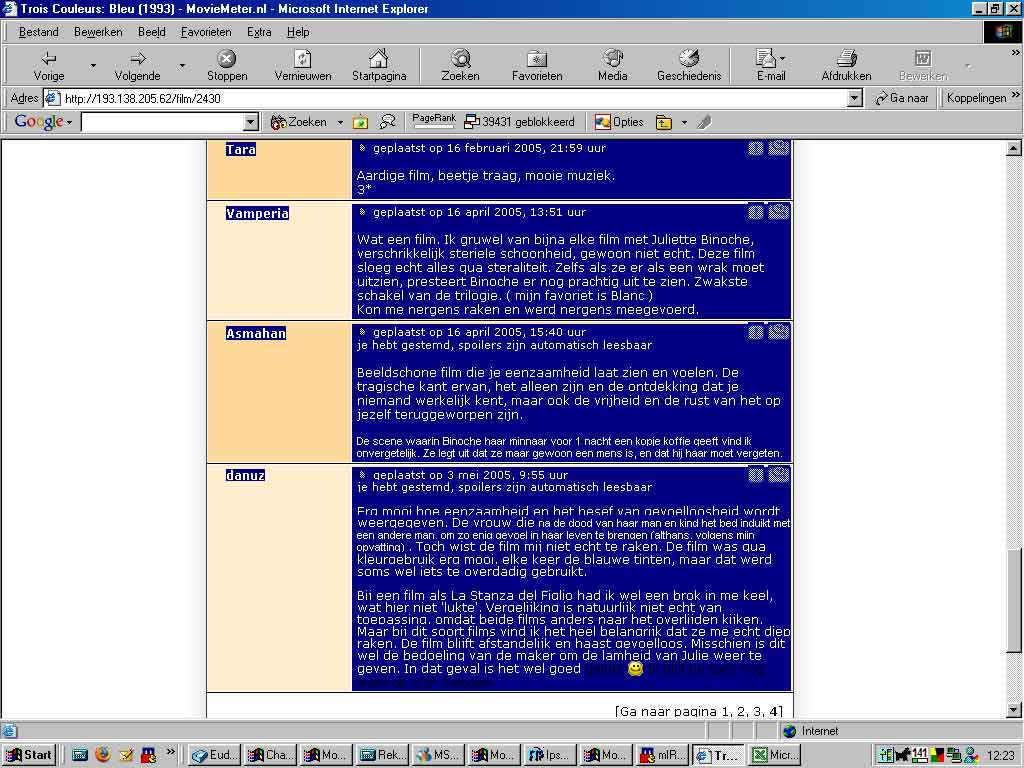 Trois Couleurs: Bleu (1993) - MovieMeter.nl - Microsoft Internet Explorer
Bestand Bewerken Beeld Favorieten Extra Help
Vorige Volgende Stoppen Vernieuwen Startpagina Zoeken Favorieten Media Geschiedenis E-mail Afdrukken Bewerken
Adres http://193.138.205.62/film/2430 Ga naar Koppelingen
Google Zoeken PageRank 39431 geblokkeerd Opties
Tara geplaatst op 16 februari 2005, 21:59 uur
Aardige film, beetje traag, mooie muziek.
3*
Vamperia geplaatst op 16 april 2005, 13:51 uur
Wat een film. Ik gruwel van bijna elke film met Juliette Binoche,
verschrikkelijk steriele schoonheid, gewoon niet echt. Deze film
sloeg echt alles qua steraliteit. Zelfs als ze er als een wrak moet
uitzien, presteert Binoche er nog prachtig uit te zien. Zwakste
schakel van de trilogie. ( mijn favoriet is Blanc )
Kon me nergens raken en werd nergens meegevoerd.
Asmahan geplaatst op 16 april 2005, 15:40 uur
je hebt gestemd, spoilers zijn automatisch leesbaar
Beeldschone film die je eenzaamheid laat zien en voelen. De
tragische kant ervan, het alleen zijn en de ontdekking dat je
niemand werkelijk kent, maar ook de vrijheid en de rust van het op
jezelf teruggeworpen zijn.
De scene waarin Binoche haar minnaar voor 1 nacht een kopje koffie geeft vind ik
onvergetelijk. Ze legt uit dat ze maar gewoon een mens is, en dat hij haar moet vergeten.
danuz geplaatst op 3 mei 2005, 9:55 uur
je hebt gestemd, spoilers zijn automatisch leesbaar
Erg mooi hoe eenzaamheid en het besef van gevoelloosheid wordt
weergegeven. De vrouw die na de dood van haar man en kind het bed induikt met
een andere man, om zo enig gevoel in haar leven te brengen (althans, volgens mijn
opvatting) . Toch wist de film mij niet echt te raken. De film was qua
kleurgebruik erg mooi, elke keer de blauwe tinten, maar dat werd
soms wel iets te overdadig gebruikt.
Bij een film als La Stanza del Figlio had ik wel een brok in me keel,
wat hier niet 'lukte'. Vergelijking is natuurlijk niet echt van
toepassing, omdat beide films anders naar het overlijden kijken.
Maar bij dit soort films vind ik het heel belangrijk dat ze me echt diep
raken. De film blijft afstandelijk en haast gevoelloos. Misschien is dit
wel de bedoeling van de maker om de lamheid van Julie weer te
geven. In dat geval is het wel goed
[Ga naar pagina 1, 2, 3, 4]
Internet
Start Eud... Cha... Mo... Rek... MS... Mo... Ips... Mo... mIR... Tr... Micr... 141 12:23